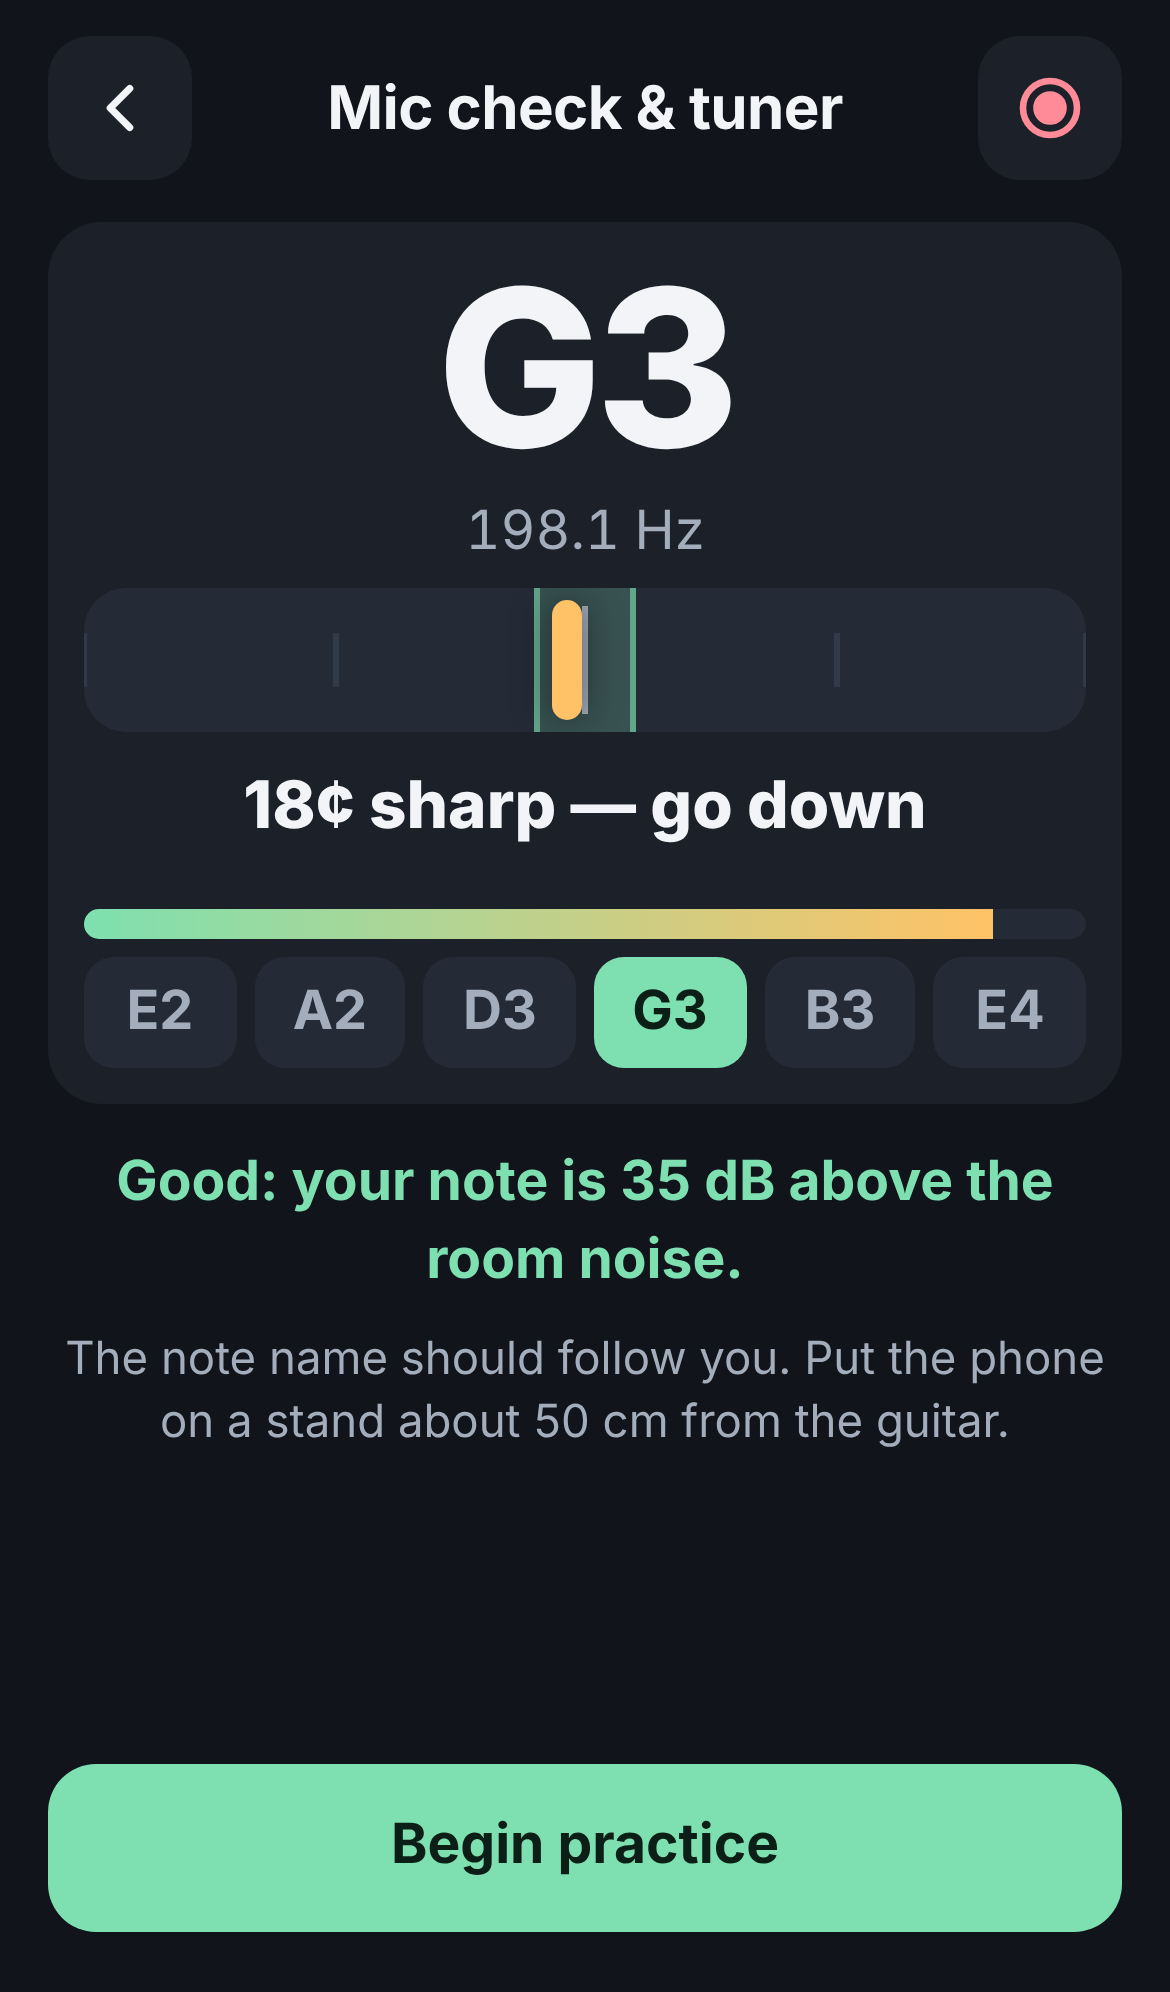 Mic check & tuner
G3
198.1 Hz
18¢ sharp — go down
E2 A2 D3 G3 B3 E4
Good: your note is 35 dB above the
room noise.
The note name should follow you. Put the phone
on a stand about 50 cm from the guitar.
Begin practice